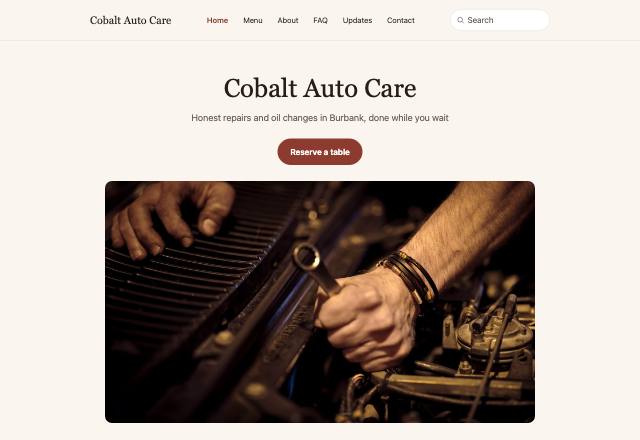 Cobalt Auto Care
Home Menu About FAQ Updates Contact
Search
Cobalt Auto Care
Honest repairs and oil changes in Burbank, done while you wait
Reserve a table